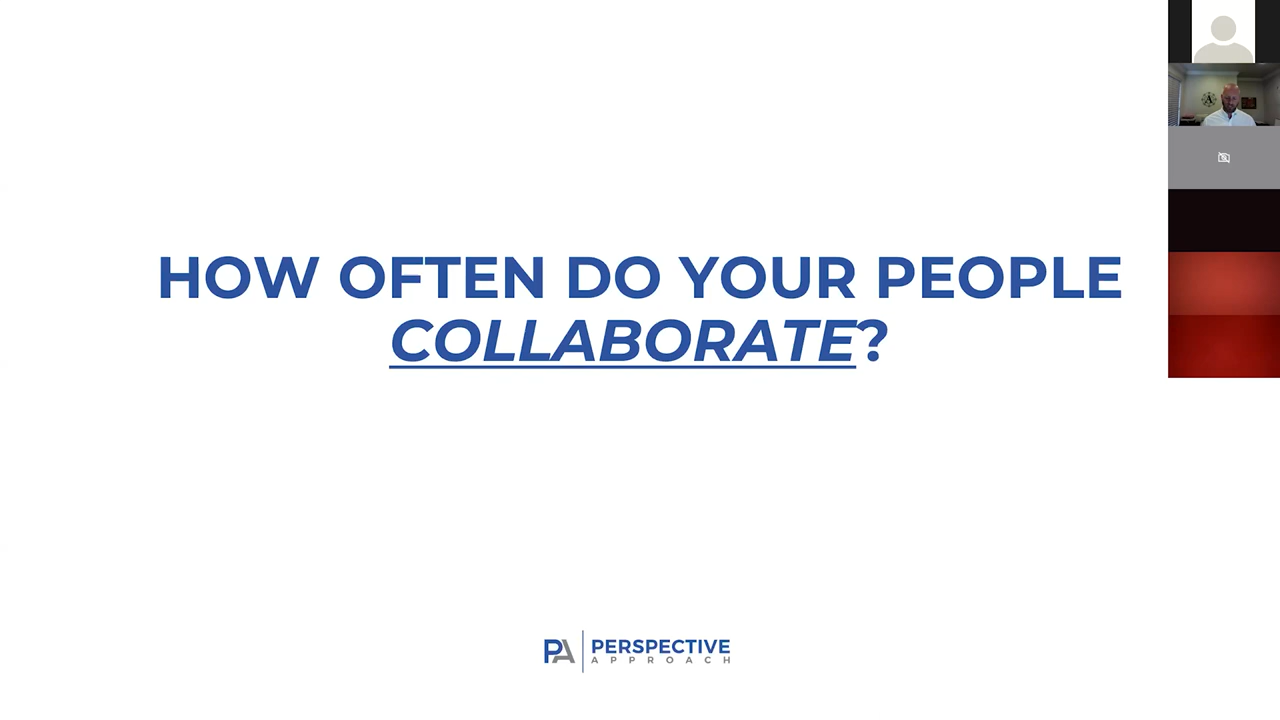 HOW OFTEN DO YOUR PEOPLE
COLLABORATE?
PA
PERSPECTIVE
APPROACH
A